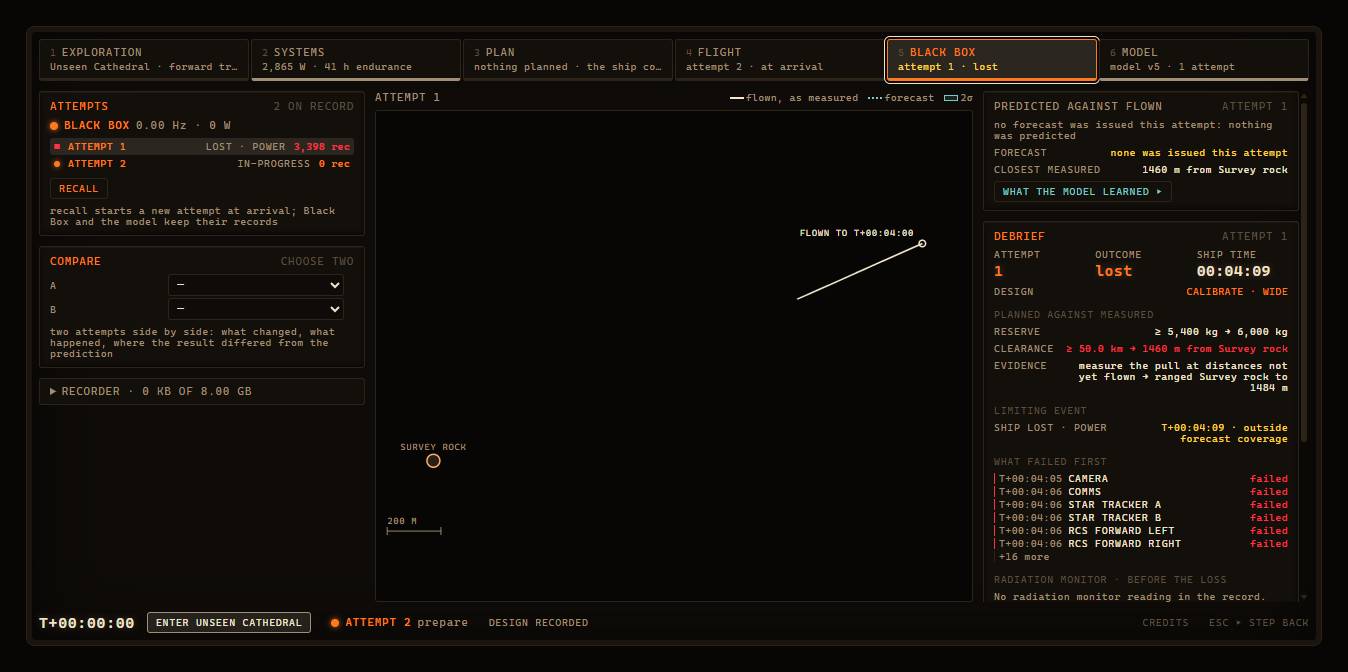 1 EXPLORATION
Unseen Cathedral · forward tr…
2 SYSTEMS
2,865 W · 41 h endurance
3 PLAN
nothing planned · the ship co…
4 FLIGHT
attempt 2 · at arrival
5 BLACK BOX
attempt 1 · lost
6 MODEL
model v5 · 1 attempt
ATTEMPTS 2 ON RECORD
BLACK BOX 0.00 Hz · 0 W
ATTEMPT 1 LOST · POWER 3,398 rec
ATTEMPT 2 IN-PROGRESS 0 rec
RECALL
recall starts a new attempt at arrival; Black
Box and the model keep their records
COMPARE CHOOSE TWO
A —
B —
two attempts side by side: what changed, what
happened, where the result differed from the
prediction
▶ RECORDER · 0 KB OF 8.00 GB
ATTEMPT 1 flown, as measured forecast 2σ
FLOWN TO T+00:04:00
SURVEY ROCK
200 M
PREDICTED AGAINST FLOWN ATTEMPT 1
no forecast was issued this attempt: nothing
was predicted
FORECAST none was issued this attempt
CLOSEST MEASURED 1460 m from Survey rock
WHAT THE MODEL LEARNED ▸
DEBRIEF ATTEMPT 1
ATTEMPT OUTCOME SHIP TIME
1 lost 00:04:09
DESIGN CALIBRATE · WIDE
PLANNED AGAINST MEASURED
RESERVE ≥ 5,400 kg → 6,000 kg
CLEARANCE ≥ 50.0 km → 1460 m from Survey rock
EVIDENCE measure the pull at distances not
yet flown → ranged Survey rock to
1484 m
LIMITING EVENT
SHIP LOST · POWER T+00:04:09 · outside
forecast coverage
WHAT FAILED FIRST
T+00:04:05 CAMERA failed
T+00:04:06 COMMS failed
T+00:04:06 STAR TRACKER A failed
T+00:04:06 STAR TRACKER B failed
T+00:04:06 RCS FORWARD LEFT failed
T+00:04:06 RCS FORWARD RIGHT failed
+16 more
RADIATION MONITOR · BEFORE THE LOSS
No radiation monitor reading in the record.
T+00:00:00 ENTER UNSEEN CATHEDRAL ATTEMPT 2 prepare DESIGN RECORDED CREDITS ESC ▸ STEP BACK